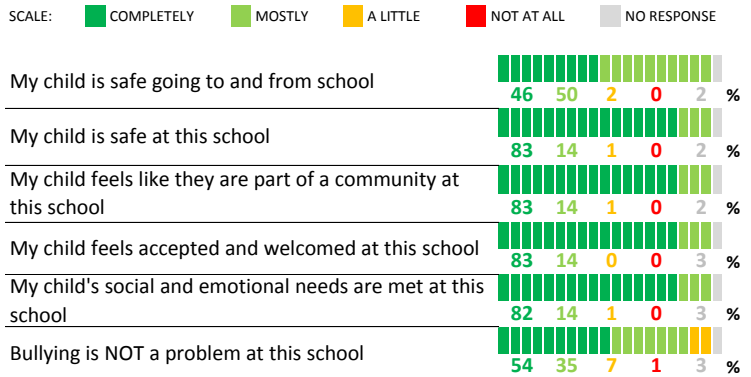 SCALE: COMPLETELY MOSTLY A LITTLE NOT AT ALL NO RESPONSE
My child is safe going to and from school
46 50 2 0 2 %
My child is safe at this school
83 14 1 0 2 %
My child feels like they are part of a community at
this school
83 14 1 0 2 %
My child feels accepted and welcomed at this school
83 14 0 0 3 %
My child's social and emotional needs are met at this
school
82 14 1 0 3 %
Bullying is NOT a problem at this school
54 35 7 1 3 %